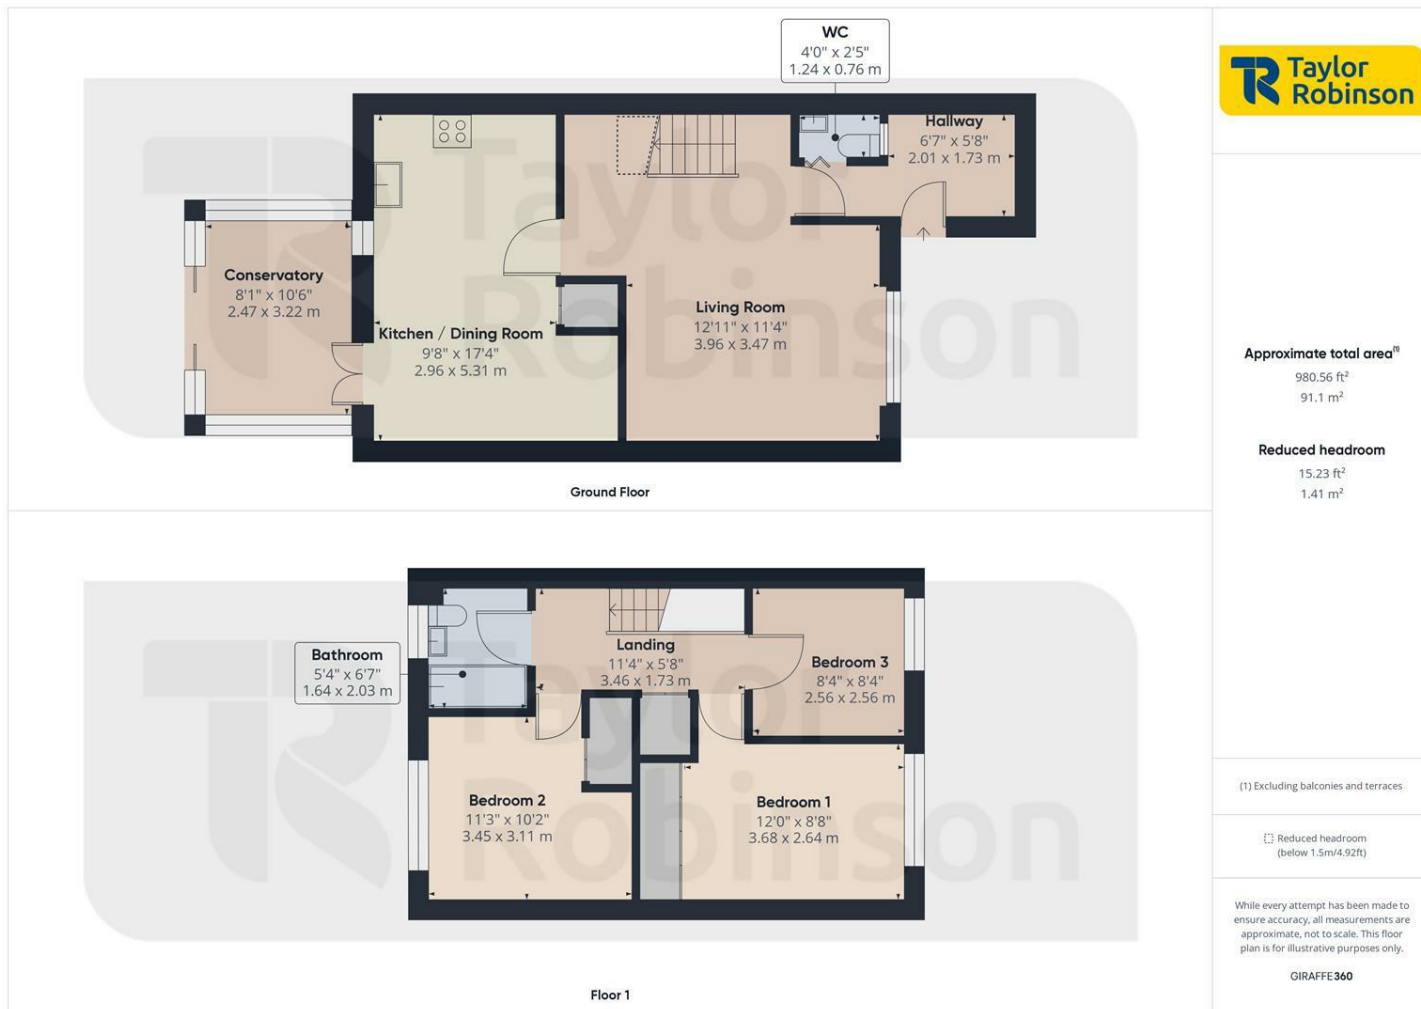 WC
4'0" x 2'5"
1.24 x 0.76 m
Hallway
6'7" x 5'8"
2.01 x 1.73 m
Conservatory
8'1" x 10'6"
2.47 x 3.22 m
Kitchen / Dining Room
9'8" x 17'4"
2.96 x 5.31 m
Living Room
12'11" x 11'4"
3.96 x 3.47 m
Taylor
Robinson
Ground Floor
Bathroom
5'4" x 6'7"
1.64 x 2.03 m
Landing
11'4" x 5'8"
3.46 x 1.73 m
Bedroom 3
8'4" x 8'4"
2.56 x 2.56 m
Bedroom 2
11'3" x 10'2"
3.45 x 3.11 m
Bedroom 1
12'0" x 8'8"
3.68 x 2.64 m
Taylor
Robinson
Floor 1
TR Taylor
Robinson
Approximate total area(1)
980.56 ft²
91.1 m²
Reduced headroom
15.23 ft²
1.41 m²
(1) Excluding balconies and terraces
Reduced headroom
(below 1.5m/4.92ft)
While every attempt has been made to
ensure accuracy, all measurements are
approximate, not to scale. This floor
plan is for illustrative purposes only.
GIRAFFE360